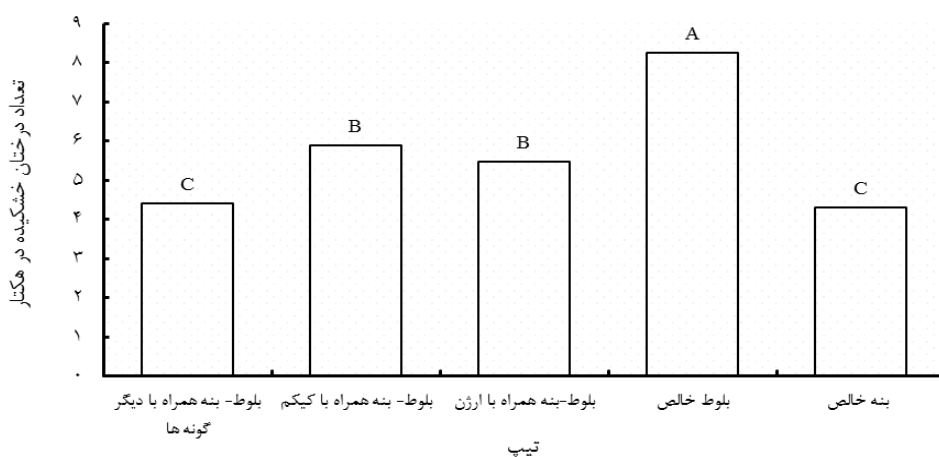 تعداد درختان خشکیده در هکتار
۹
۸
۷
۶
۵
۴
۳
۲
۱
۰
A
B
B
C
C
بلوط- بنه همراه با دیگر
گونه ها
بلوط- بنه همراه با کیکم
بلوط-بنه همراه با ارژن
بلوط خالص
بنه خالص
تیپ